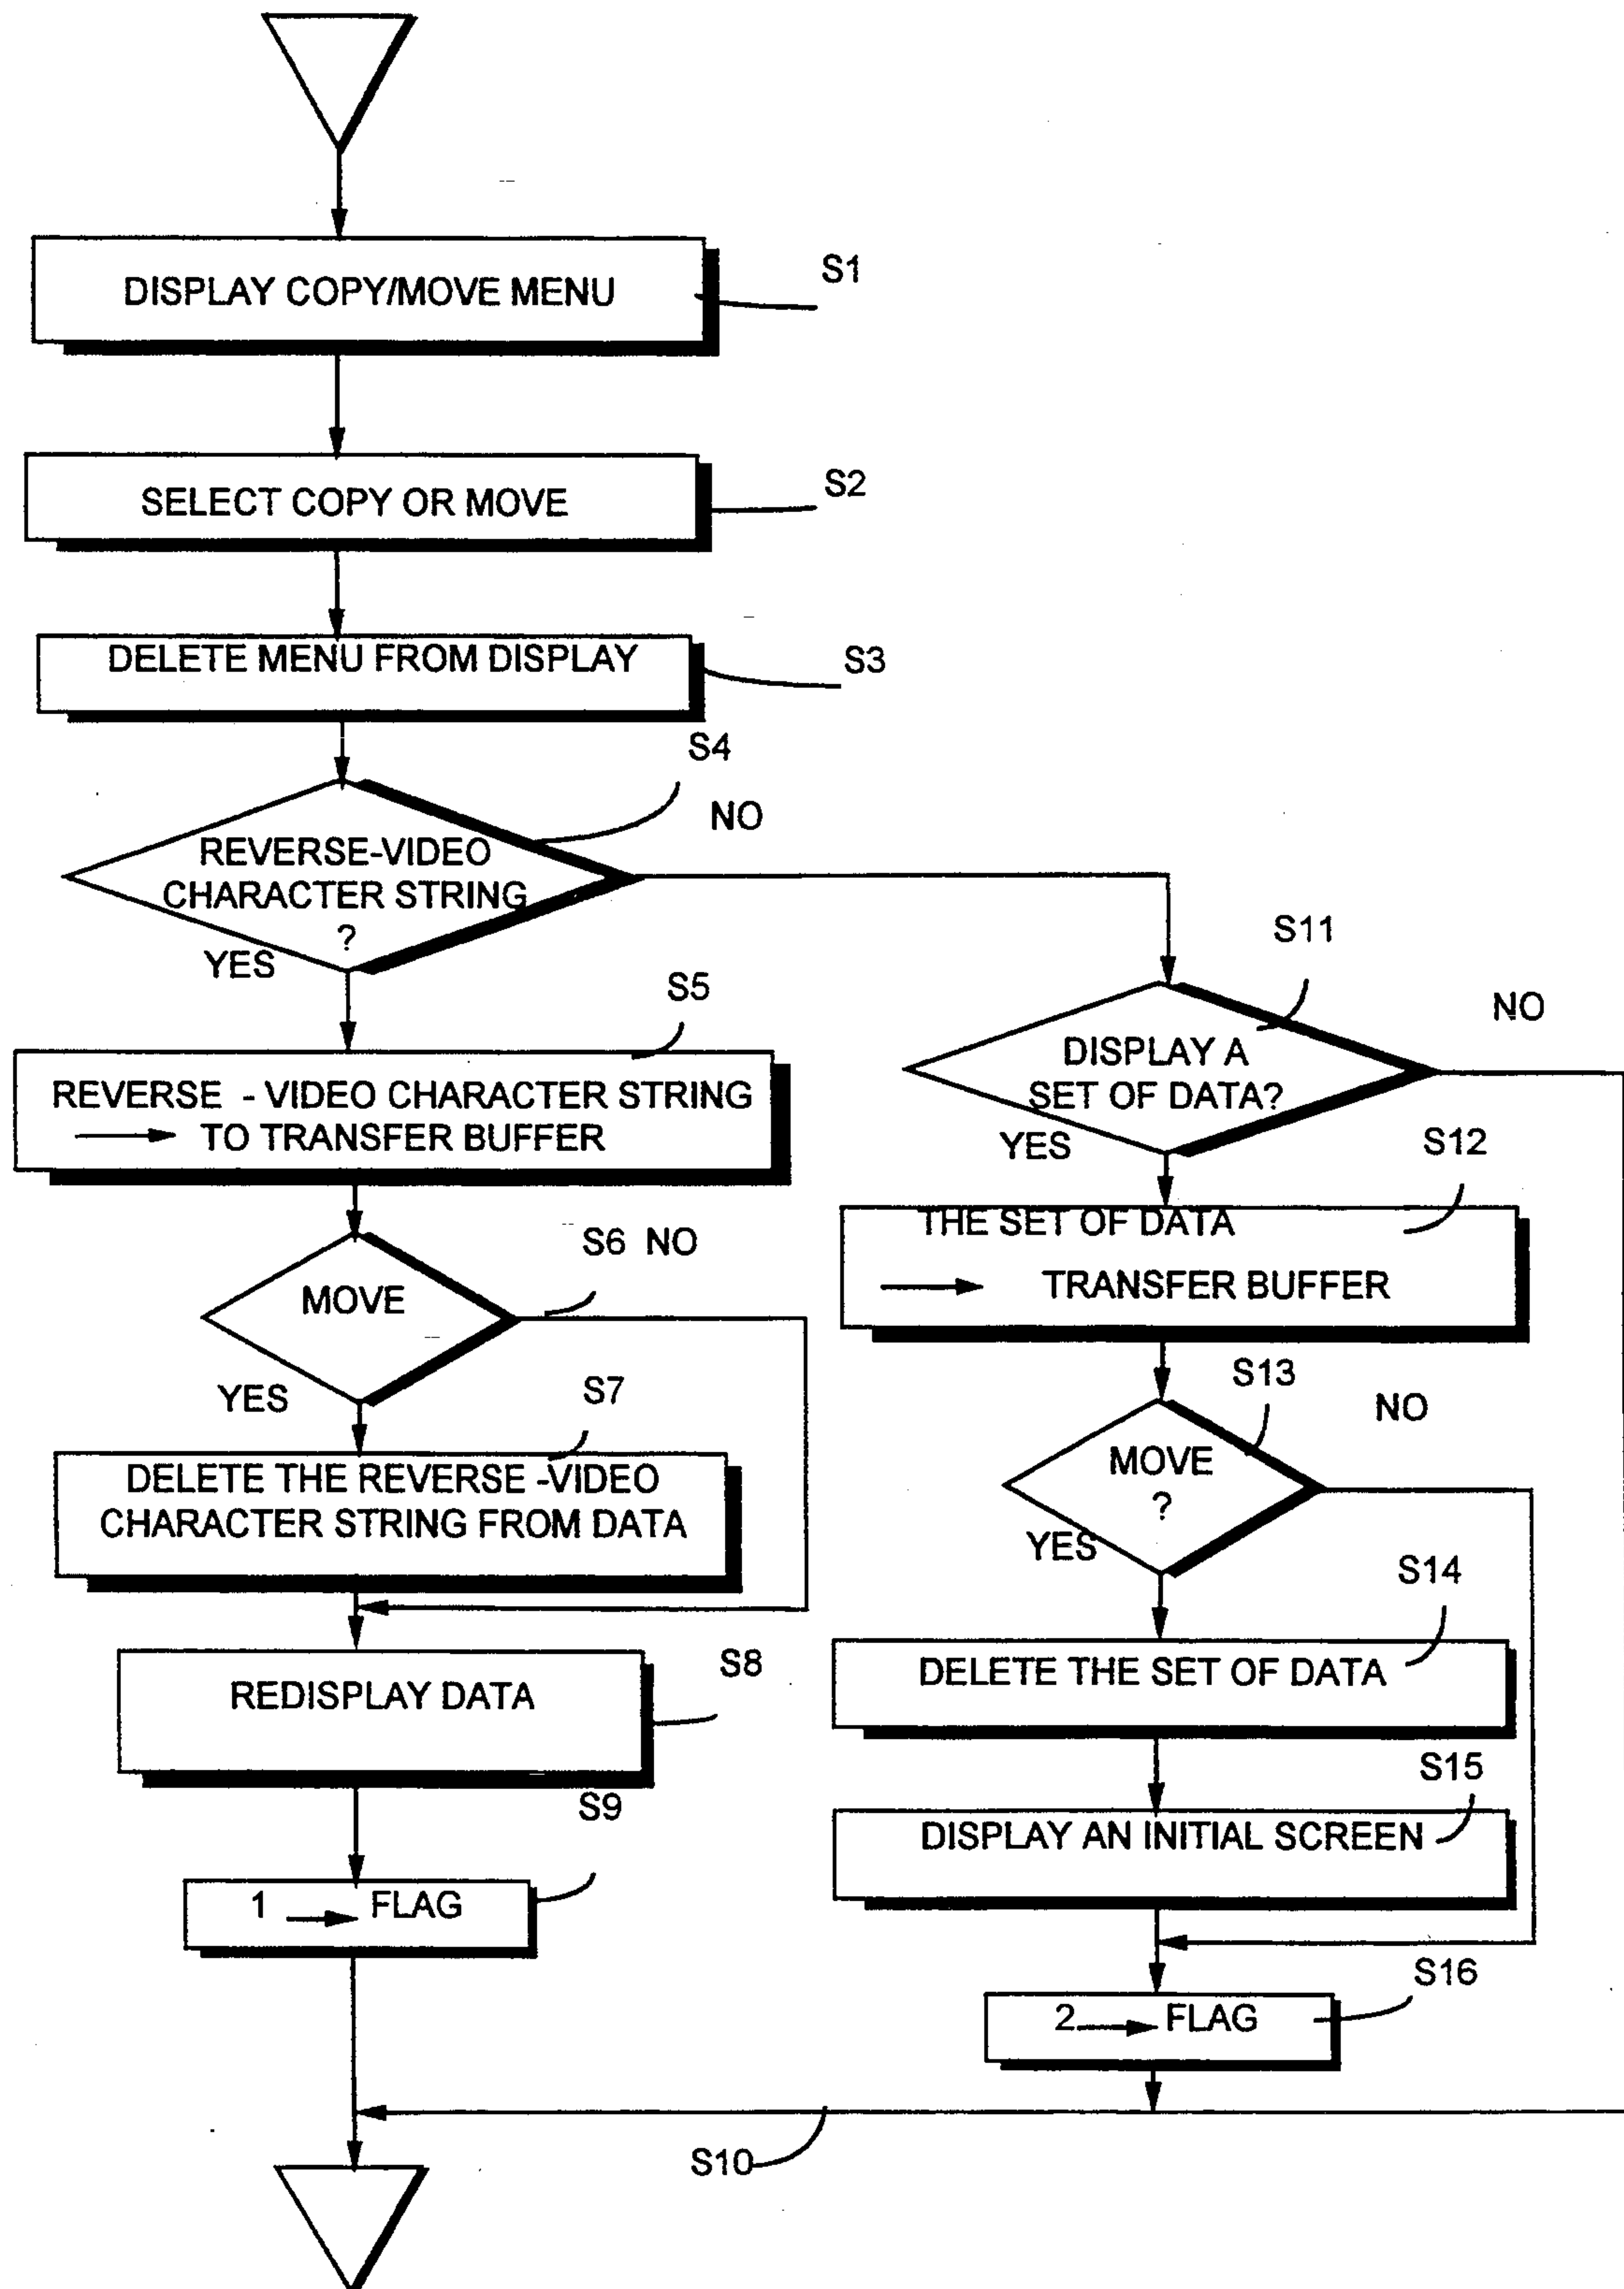 DISPLAY COPY/MOVE MENU
S1
SELECT COPY OR MOVE
S2
DELETE MENU FROM DISPLAY
S3
S4
NO
REVERSE-VIDEO
CHARACTER STRING
?
YES
S5
REVERSE - VIDEO CHARACTER STRING
TO TRANSFER BUFFER
S6 NO
MOVE
YES
S7
DELETE THE REVERSE -VIDEO
CHARACTER STRING FROM DATA
S8
REDISPLAY DATA
S9
1 → FLAG
S11
NO
DISPLAY A
SET OF DATA?
YES
S12
THE SET OF DATA
→ TRANSFER BUFFER
S13
NO
MOVE
?
YES
S14
DELETE THE SET OF DATA
S15
DISPLAY AN INITIAL SCREEN
S16
2 → FLAG
S10